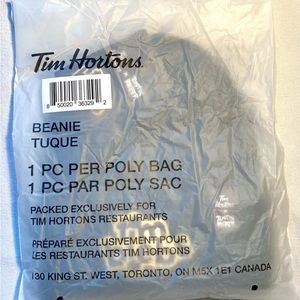 Tim Hortons.
8 50020 36329 2
BEANIE
TUQUE
1 PC PER POLY BAG
1 PC PAR POLY SAC
PACKED EXCLUSIVELY FOR
TIM HORTONS RESTAURANTS
PRÉPARÉ EXCLUSIVEMENT POUR
LES RESTAURANTS TIM HORTONS
130 KING ST. WEST, TORONTO, ON M5X 1E1 CANADA